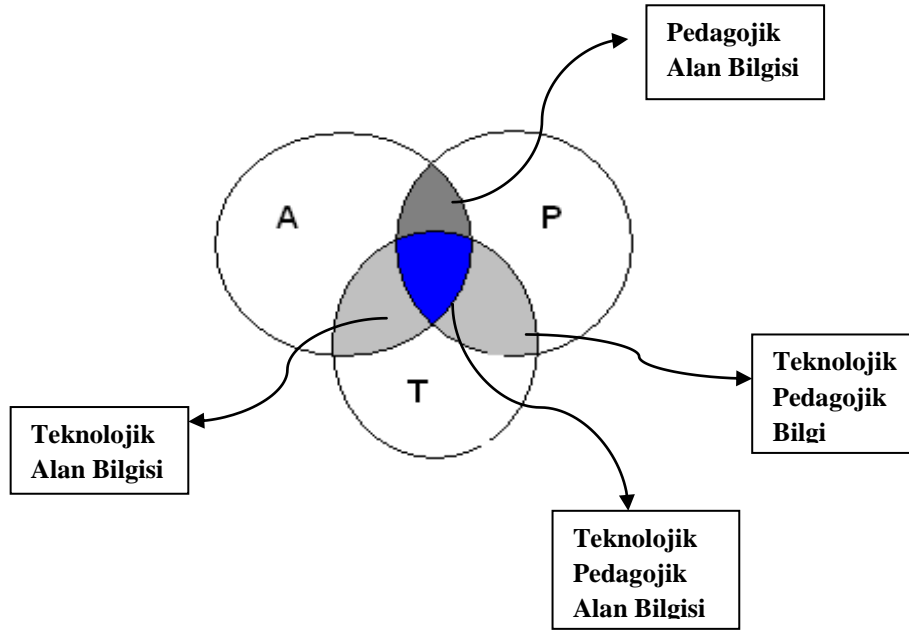 Pedagojik
Alan Bilgisi
A
P
T
Teknolojik
Pedagojik
Bilgi
Teknolojik
Alan Bilgisi
Teknolojik
Pedagojik
Alan Bilgisi